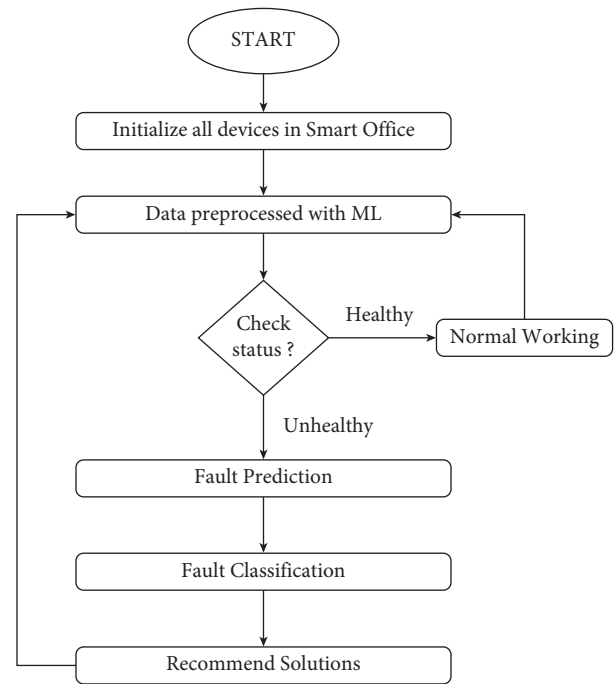 START
Initialize all devices in Smart Office
Data preprocessed with ML
Check
status ?
Healthy
Normal Working
Unhealthy
Fault Prediction
Fault Classification
Recommend Solutions